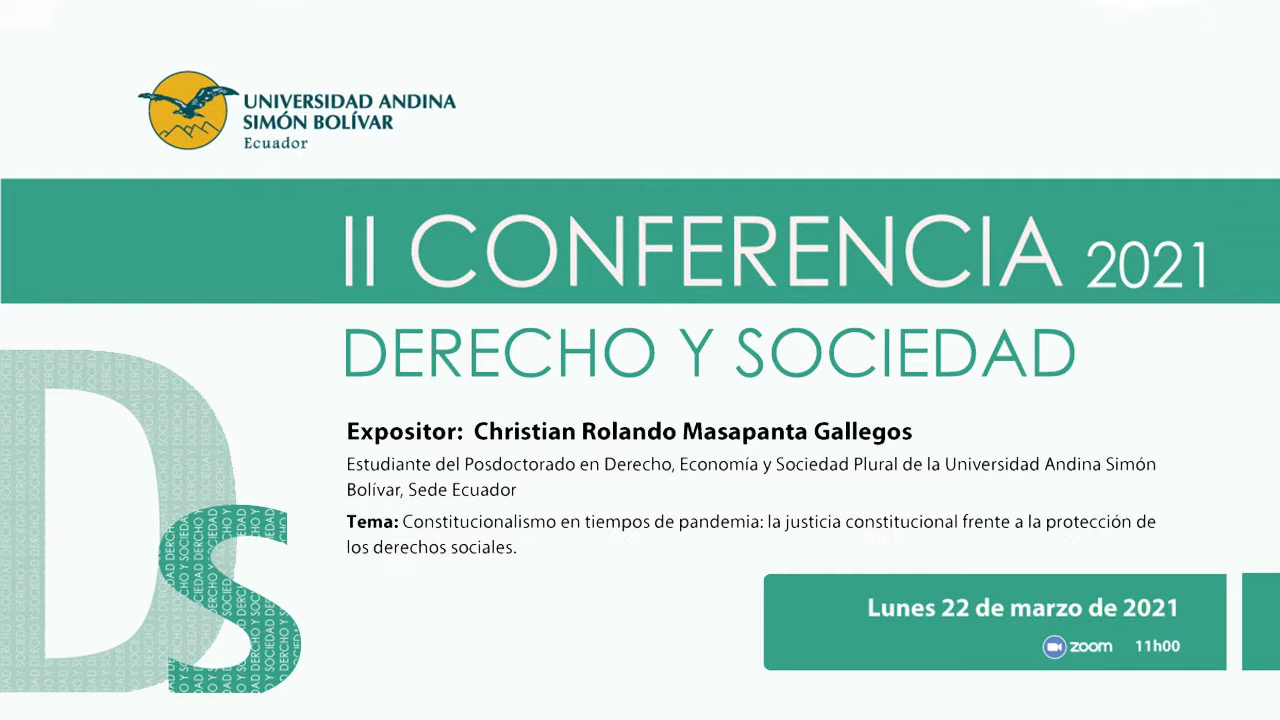 UNIVERSIDAD ANDINA
SIMÓN BOLÍVAR
Ecuador
II CONFERENCIA 2021
DERECHO Y SOCIEDAD
Expositor: Christian Rolando Masapanta Gallegos
Estudiante del Posdoctorado en Derecho, Economía y Sociedad Plural de la Universidad Andina Simón
Bolívar, Sede Ecuador
Tema: Constitucionalismo en tiempos de pandemia: la justicia constitucional frente a la protección de
los derechos sociales.
Ds
Lunes 22 de marzo de 2021
zoom 11h00